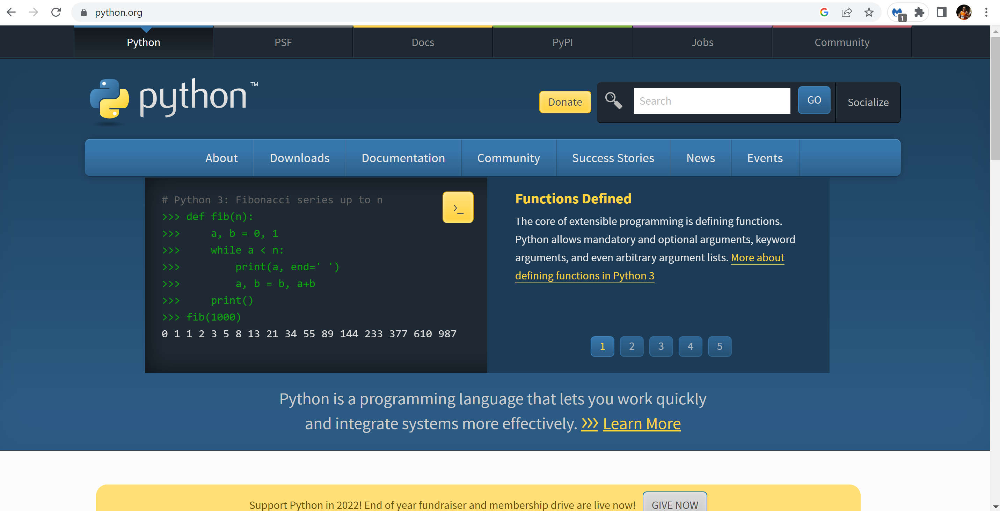 python.org
1
Python PSF Docs PyPI Jobs Community
python™
Donate Search GO Socialize
About Downloads Documentation Community Success Stories News Events
# Python 3: Fibonacci series up to n
>>> def fib(n):
>>>     a, b = 0, 1
>>>     while a < n:
>>>         print(a, end=' ')
>>>         a, b = b, a+b
>>>     print()
>>> fib(1000)
0 1 1 2 3 5 8 13 21 34 55 89 144 233 377 610 987
>_
Functions Defined
The core of extensible programming is defining functions.
Python allows mandatory and optional arguments, keyword
arguments, and even arbitrary argument lists. More about
defining functions in Python 3
1 2 3 4 5
Python is a programming language that lets you work quickly
and integrate systems more effectively. >>> Learn More
Support Python in 2022! End of year fundraiser and membership drive are live now! GIVE NOW